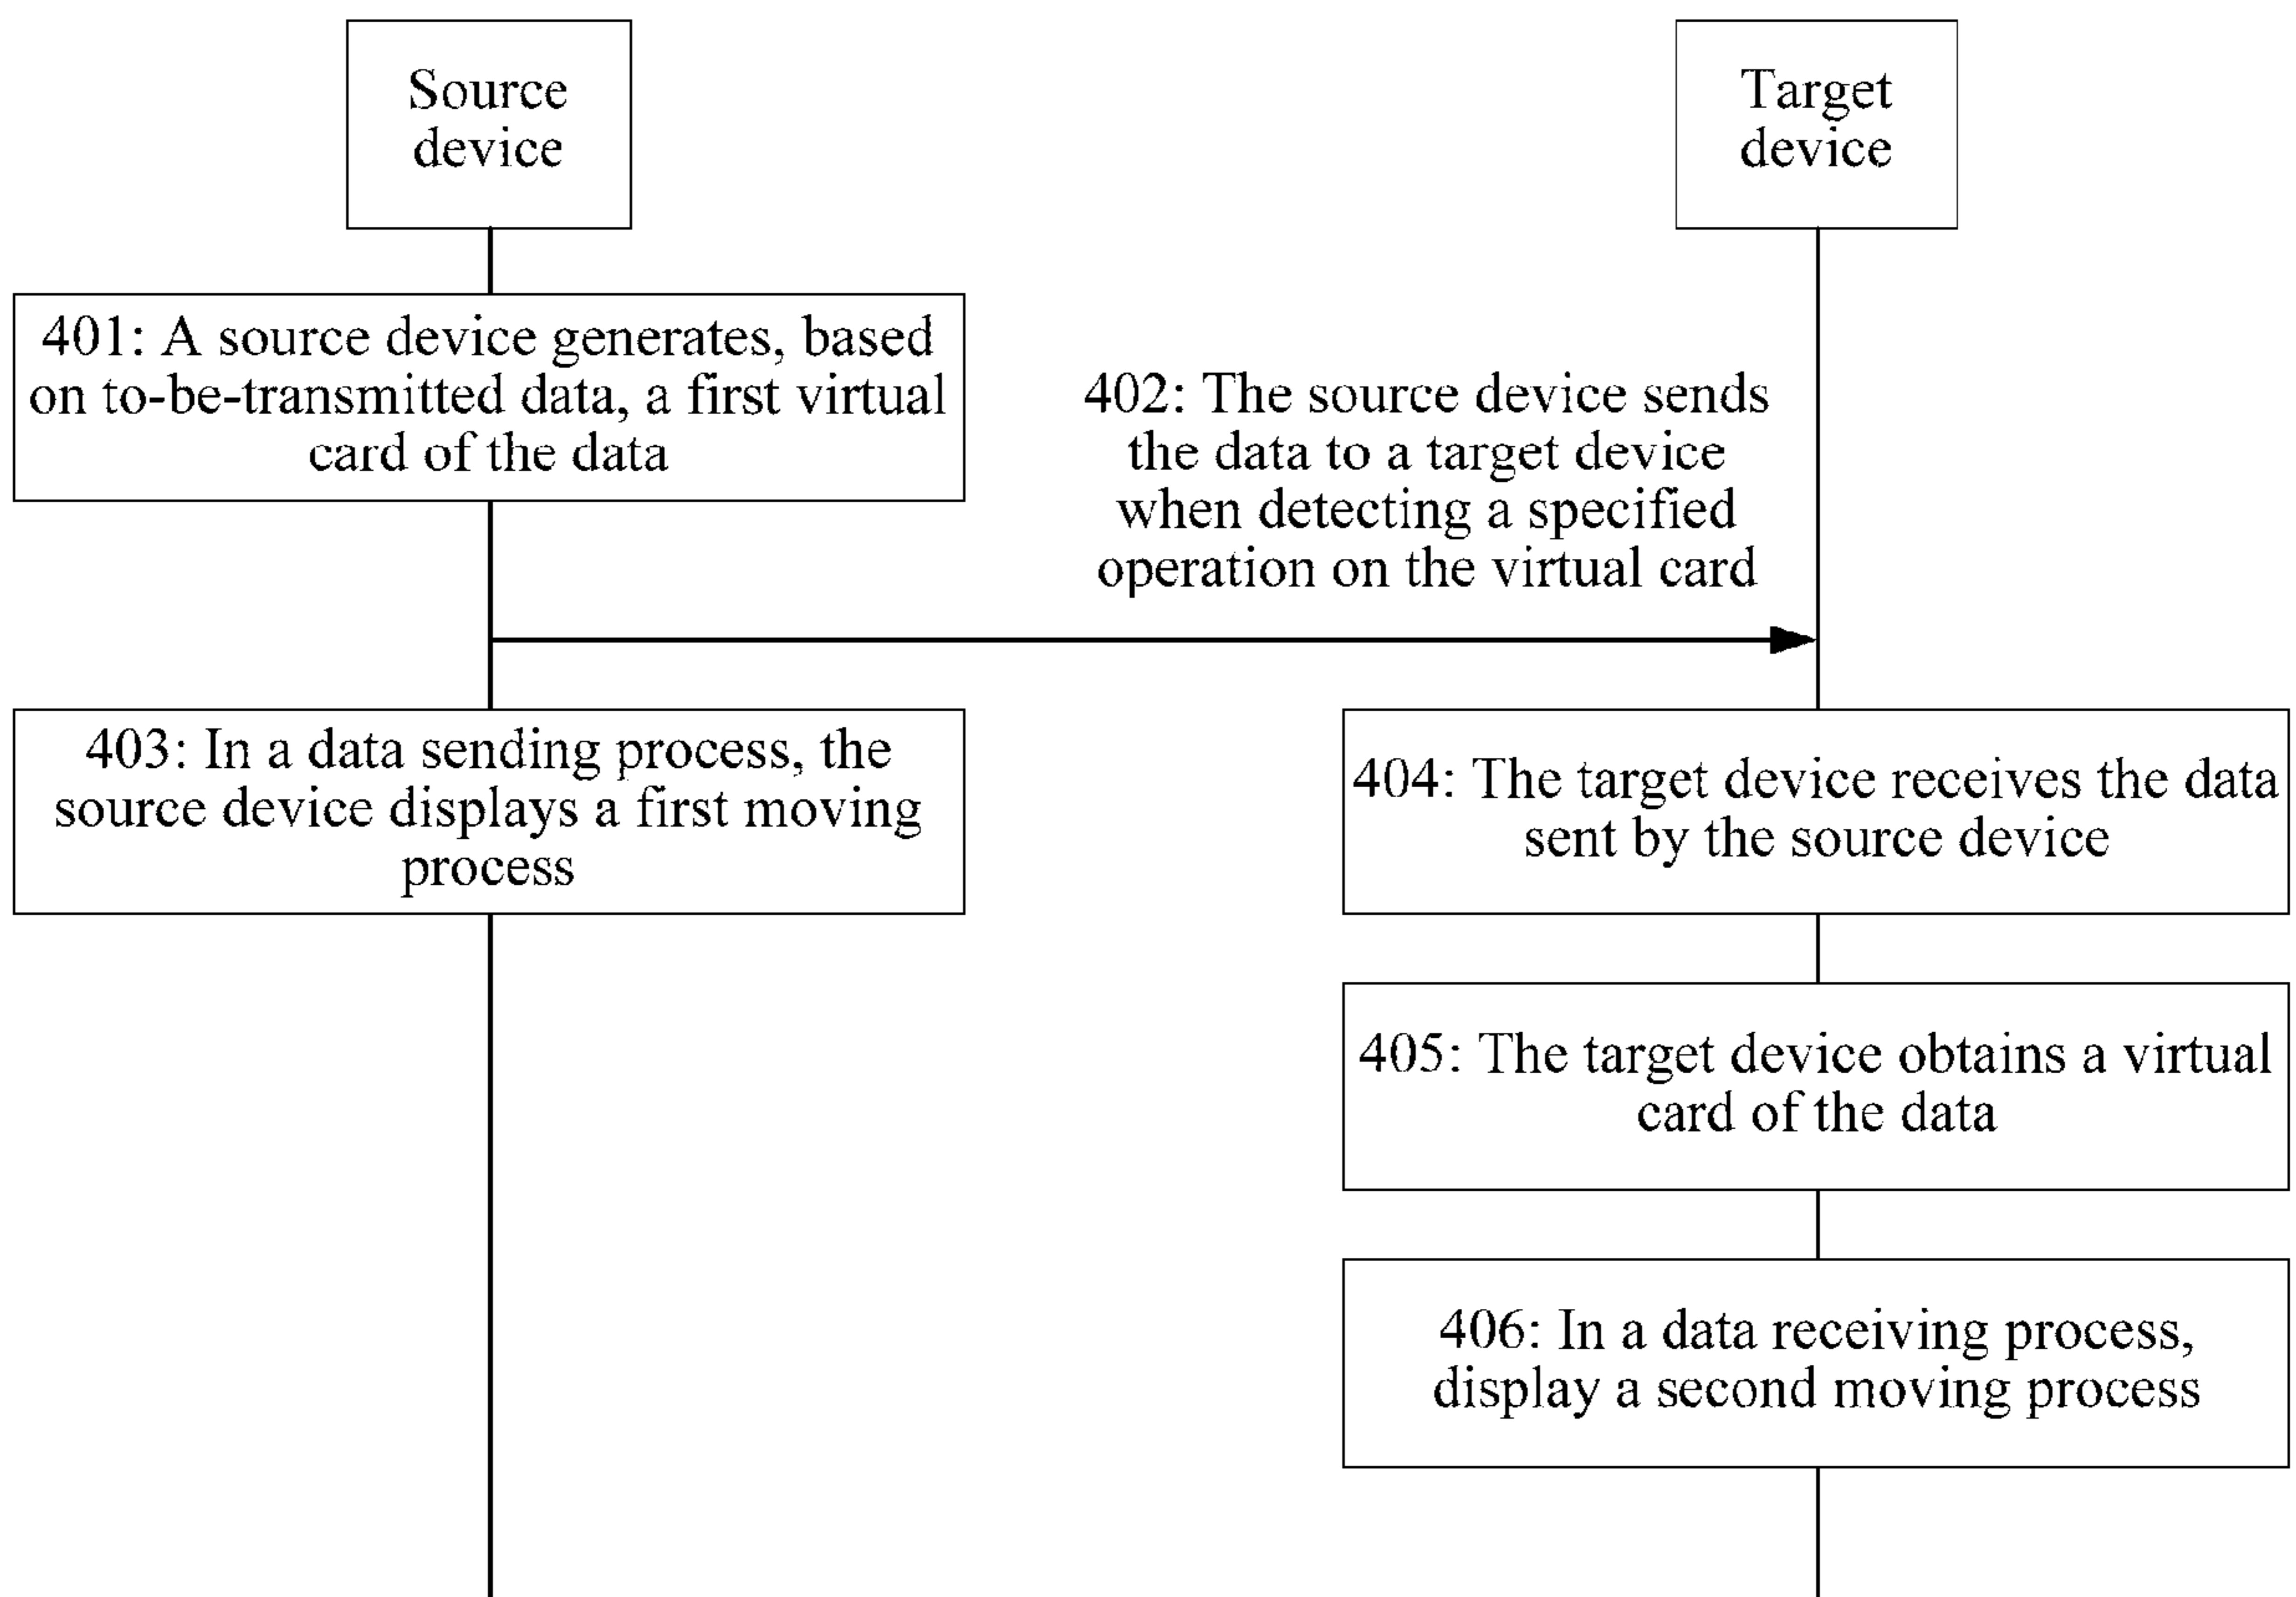 Source
device
Target
device
401: A source device generates, based
on to-be-transmitted data, a first virtual
card of the data
402: The source device sends
the data to a target device
when detecting a specified
operation on the virtual card
403: In a data sending process, the
source device displays a first moving
process
404: The target device receives the data
sent by the source device
405: The target device obtains a virtual
card of the data
406: In a data receiving process,
display a second moving process